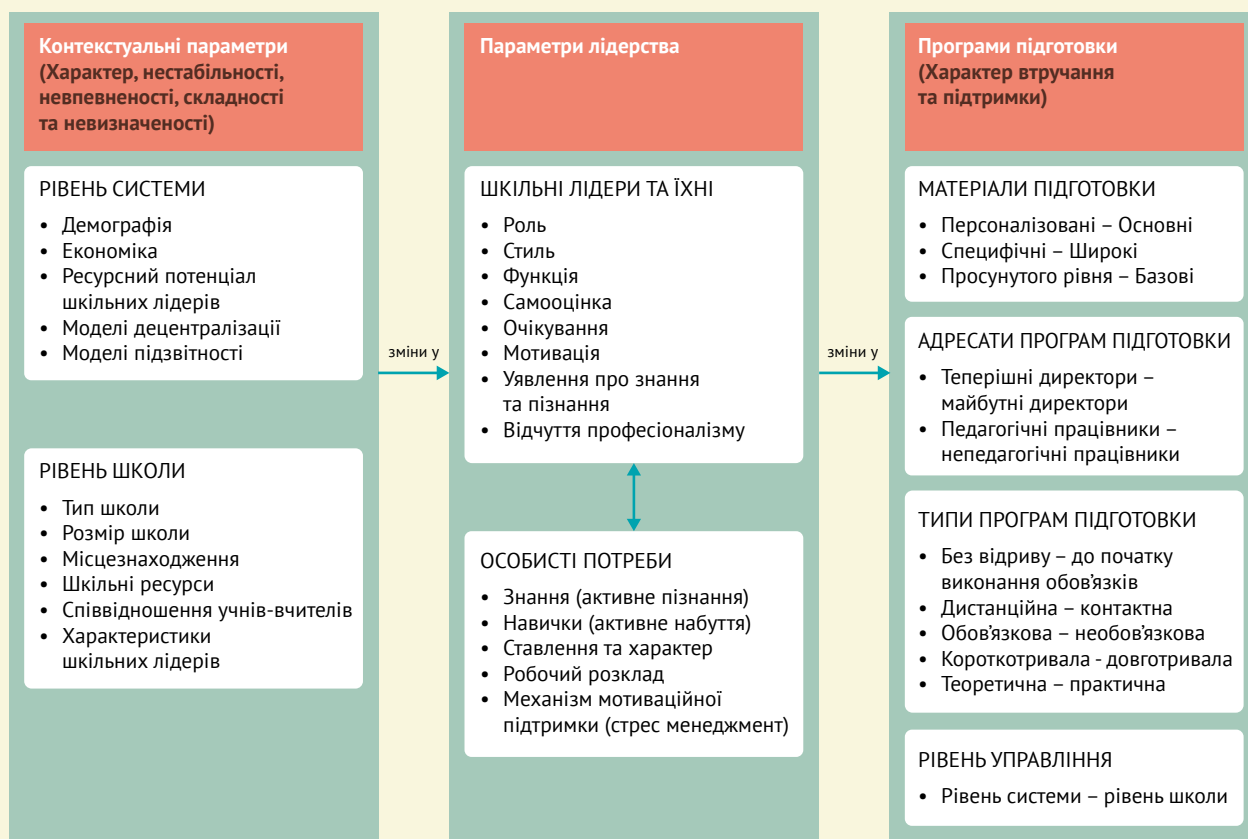 Контекстуальні параметри
(Характер, нестабільності,
невпевненості, складності
та невизначеності)
РІВЕНЬ СИСТЕМИ
• Демографія
• Економіка
• Ресурсний потенціал
шкільних лідерів
• Моделі децентралізації
• Моделі підзвітності
РІВЕНЬ ШКОЛИ
• Тип школи
• Розмір школи
• Місцезнаходження
• Шкільні ресурси
• Співвідношення учнів-вчителів
• Характеристики
шкільних лідерів
зміни у
Параметри лідерства
ШКІЛЬНІ ЛІДЕРИ ТА ЇХНІ
• Роль
• Стиль
• Функція
• Самооцінка
• Очікування
• Мотивація
• Уявлення про знання
та пізнання
• Відчуття професіоналізму
ОСОБИСТІ ПОТРЕБИ
• Знання (активне пізнання)
• Навички (активне набуття)
• Ставлення та характер
• Робочий розклад
• Механізм мотиваційної
підтримки (стрес менеджмент)
зміни у
Програми підготовки
(Характер втручання
та підтримки)
МАТЕРІАЛИ ПІДГОТОВКИ
• Персоналізовані – Основні
• Специфічні – Широкі
• Просунутого рівня – Базові
АДРЕСАТИ ПРОГРАМ ПІДГОТОВКИ
• Теперішні директори –
майбутні директори
• Педагогічні працівники –
непедагогічні працівники
ТИПИ ПРОГРАМ ПІДГОТОВКИ
• Без відриву – до початку
виконання обов’язків
• Дистанційна – контактна
• Обов’язкова – необов’язкова
• Короткотривала - довготривала
• Теоретична – практична
РІВЕНЬ УПРАВЛІННЯ
• Рівень системи – рівень школи